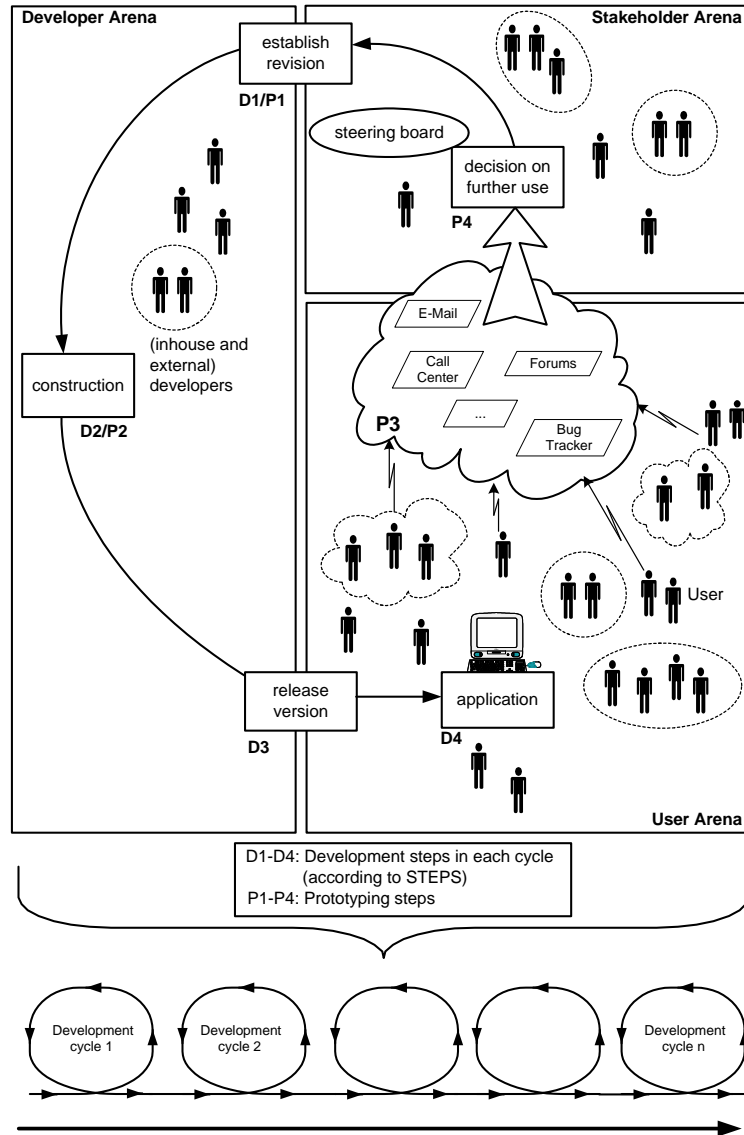 Developer Arena
Stakeholder Arena
establish
revision
D1/P1
steering board
decision on
further use
P4
E-Mail
Call
Center
Forums
...
Bug
Tracker
P3
(inhouse and
external)
developers
construction
D2/P2
User
release
version
D3
application
D4
User Arena
D1-D4: Development steps in each cycle
(according to STEPS)
P1-P4: Prototyping steps
Development
cycle 1
Development
cycle 2
Development
cycle n